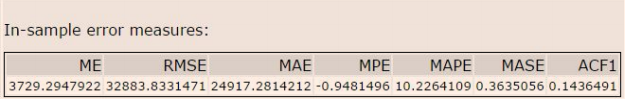 In-sample error measures:
ME RMSE MAE MPE MAPE MASE ACF1
3729.2947922 32883.8331471 24917.2814212 -0.9481496 10.2264109 0.3635056 0.1436491